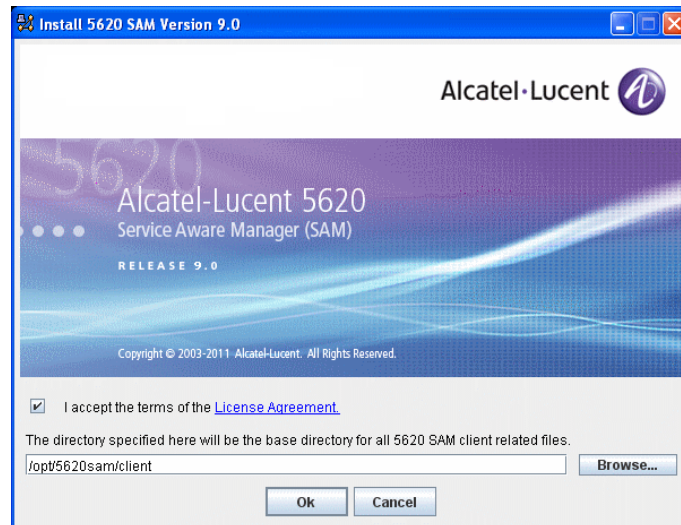 Install 5620 SAM Version 9.0
Alcatel·Lucent
5620
Alcatel-Lucent 5620
Service Aware Manager (SAM)
RELEASE 9.0
Copyright © 2003-2011 Alcatel-Lucent. All Rights Reserved.
I accept the terms of the License Agreement.
The directory specified here will be the base directory for all 5620 SAM client related files.
/opt/5620sam/client
Browse...
Ok
Cancel